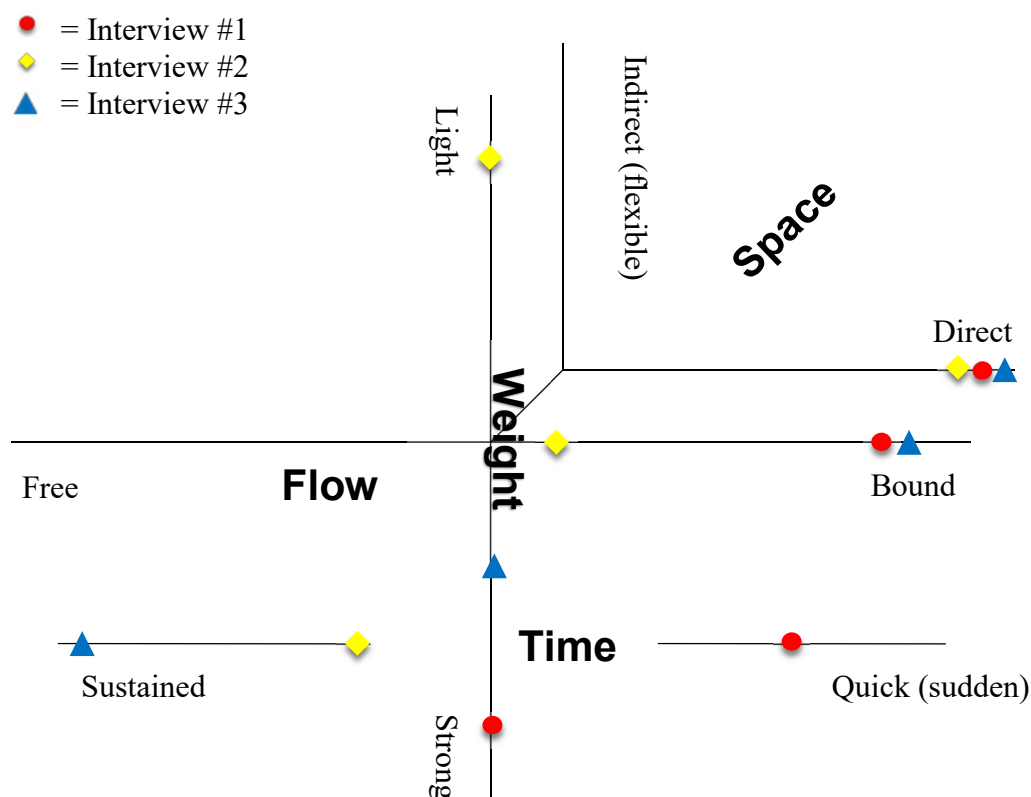 = Interview #1
= Interview #2
= Interview #3
Light
Indirect (flexible)
Space
Direct
Weight
Free
Flow
Bound
Time
Sustained
Quick (sudden)
Strong